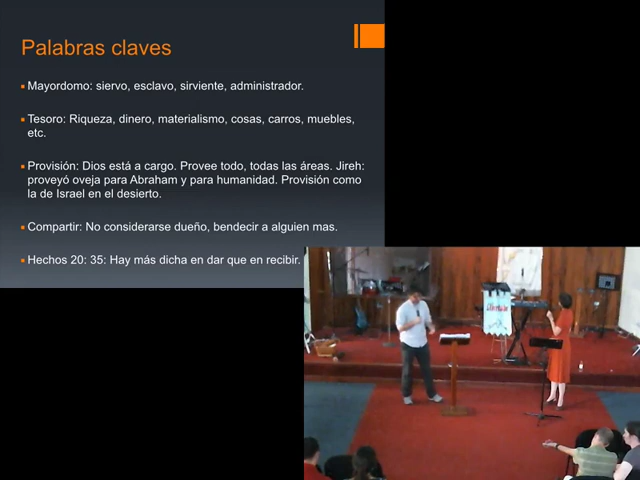 Palabras claves
Mayordomo: siervo, esclavo, sirviente, administrador.
Tesoro: Riqueza, dinero, materialismo, cosas, carros, muebles,
etc.
Provisión: Dios está a cargo. Provee todo, todas las áreas. Jireh:
proveyó oveja para Abraham y para humanidad. Provisión como
la de Israel en el desierto.
Compartir: No considerarse dueño, bendecir a alguien mas.
Hechos 20: 35: Hay más dicha en dar que en recibir.